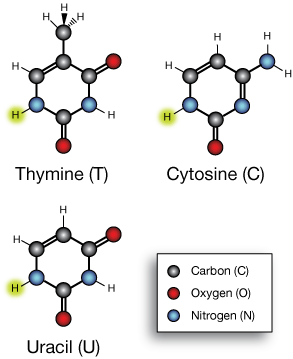 H H H
H
H
H
Thymine (T)
H
H
H
H
H
Cytosine (C)
H
H
H
H
Uracil (U)
Carbon (C)
Oxygen (O)
Nitrogen (N)